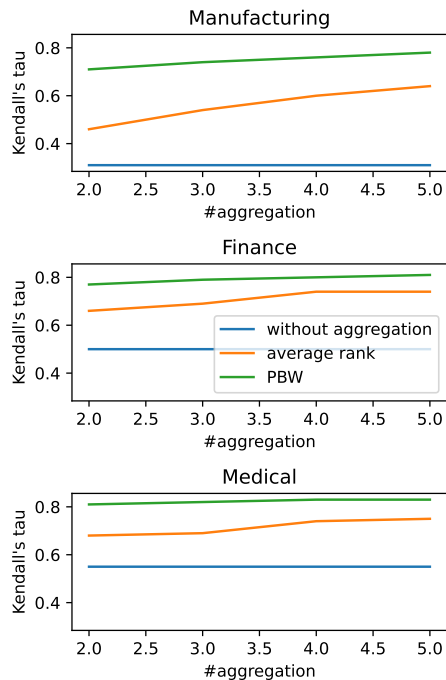 Manufacturing
0.8
0.6
0.4
Kendall's tau
2.0 2.5 3.0 3.5 4.0 4.5 5.0
#aggregation
Finance
0.8
0.6
0.4
Kendall's tau
without aggregation
average rank
PBW
2.0 2.5 3.0 3.5 4.0 4.5 5.0
#aggregation
Medical
0.8
0.6
0.4
Kendall's tau
2.0 2.5 3.0 3.5 4.0 4.5 5.0
#aggregation